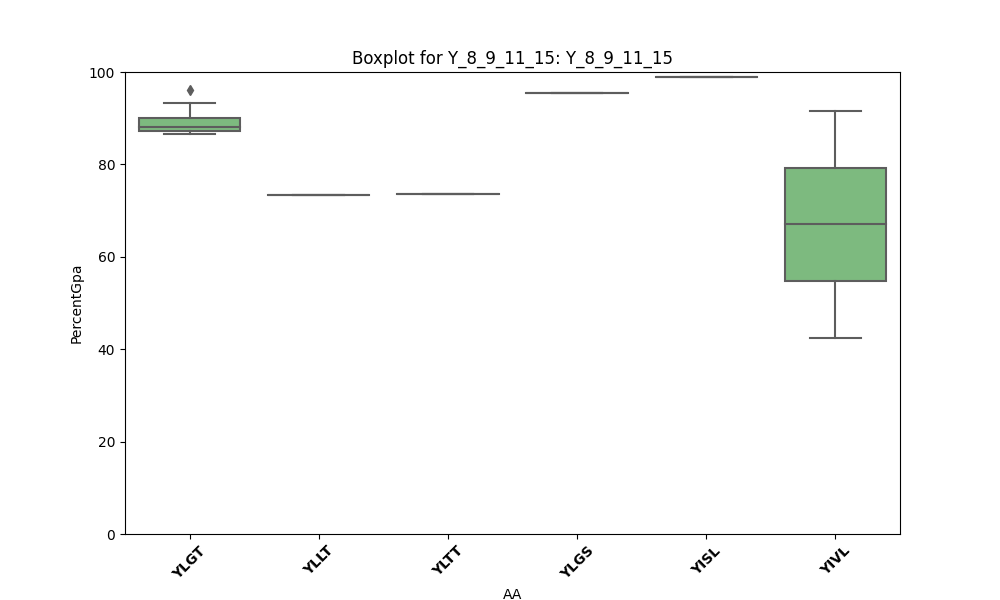 Boxplot for Y_8_9_11_15: Y_8_9_11_15
100
80
60
40
20
0
PercentGpa
YLGT
YLLT
YLTT
YLGS
YISL
YIVL
AA